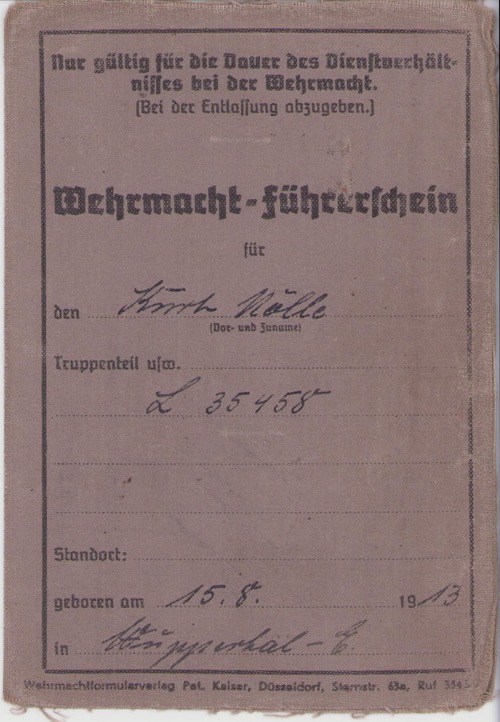 Nur gültig für die Dauer des Dienstverhält-
nisses bei der Wehrmacht.
(Bei der Entlassung abzugeben.)
Wehrmacht-Führerschein
für
den Kurt Nölle
(Vor- und Zuname)
Truppenteil usw.
L 35458
Standort:
geboren am 15. 8. 1913
in Wuppertal - E.
Wehrmachtformularverlag Pet. Kaiser, Düsseldorf, Sternstr. 63a, Ruf